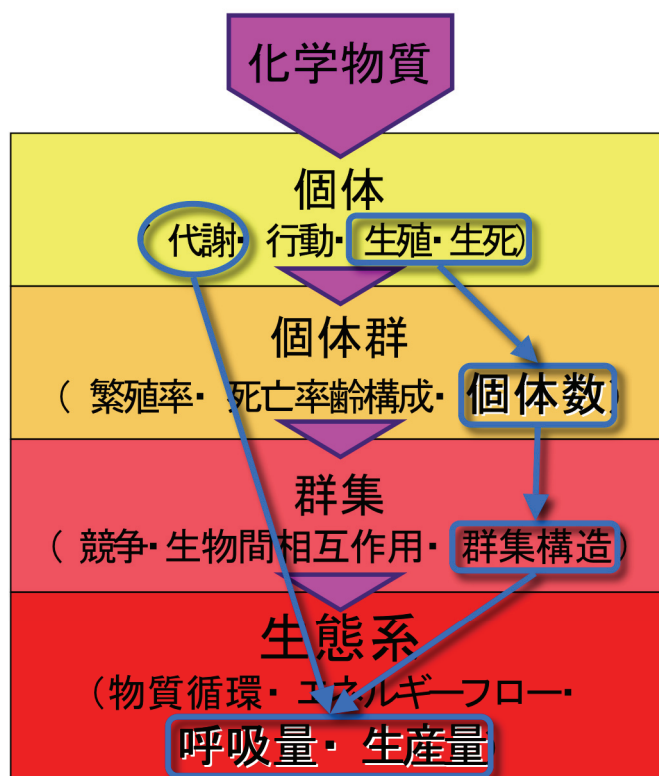 化学物質
個体
( 代謝・ 行動・ 生殖・ 生死)
個体群
( 繁殖率・ 死亡率齢構成・ 個体数)
群集
( 競争・生物間相互作用・ 群集構造)
生態系
(物質循環・ エネルギーフロー・
呼吸量・ 生産量)